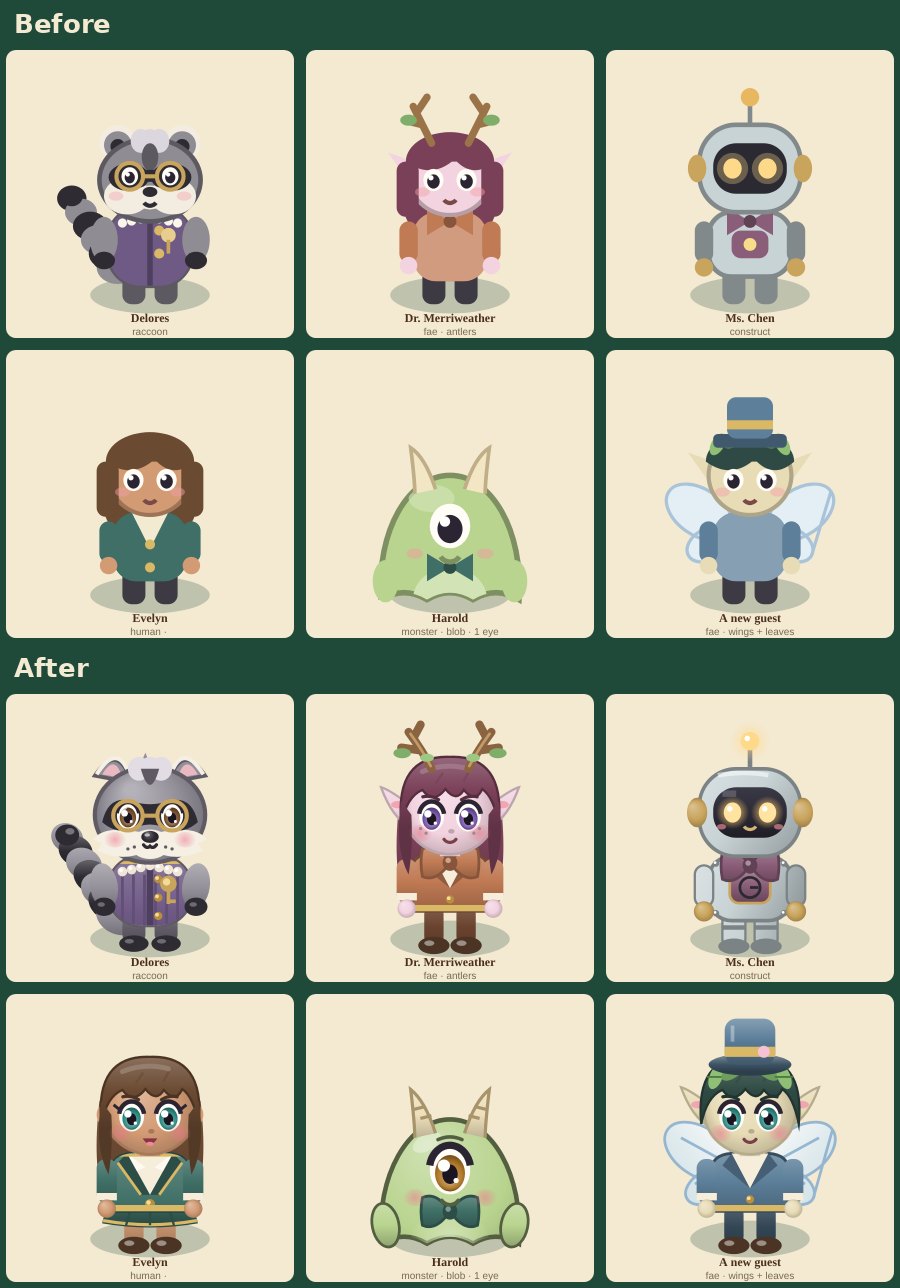 Before
Delores
raccoon
Dr. Merriweather
fae · antlers
Ms. Chen
construct
Evelyn
human ·
Harold
monster · blob · 1 eye
A new guest
fae · wings + leaves
After
Delores
raccoon
Dr. Merriweather
fae · antlers
Ms. Chen
construct
Evelyn
human ·
Harold
monster · blob · 1 eye
A new guest
fae · wings + leaves